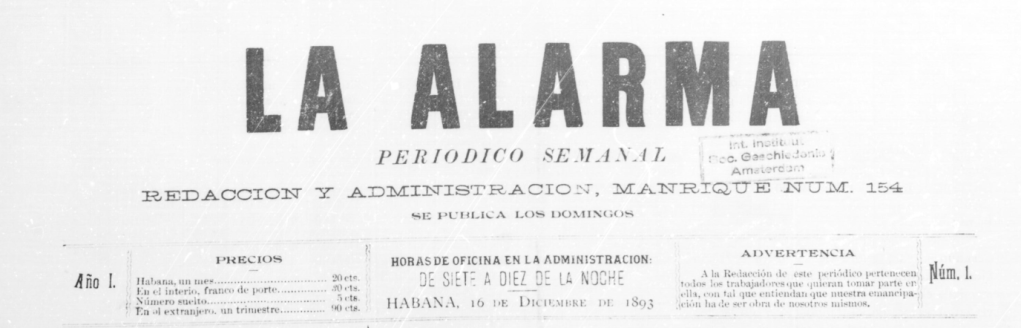 LA ALARMA
PERIODICO SEMANAL
Int. Instituut
Soc. Geschiedenis
Amsterdam
REDACCION Y ADMINISTRACION, MANRIQUE NUM. 154
SE PUBLICA LOS DOMINGOS
Año I.
PRECIOS
Habana, un mes 20 cts.
En el interio, franco de porte. 30 cts.
Número suelto 5 cts.
En el extranjero, un trimestre 90 cts.
HORAS DE OFICINA EN LA ADMINISTRACION:
DE SIETE A DIEZ DE LA NOCHE
HABANA, 16 DE DICIEMBRE DE 1893
ADVERTENCIA
A la Redacción de este periódico pertenecen
todos los trabajadores que quieran tomar parte en
ella, con tal que entiendan que nuestra emancipa-
ción ha de ser obra de nosotros mismos.
Núm. 1.